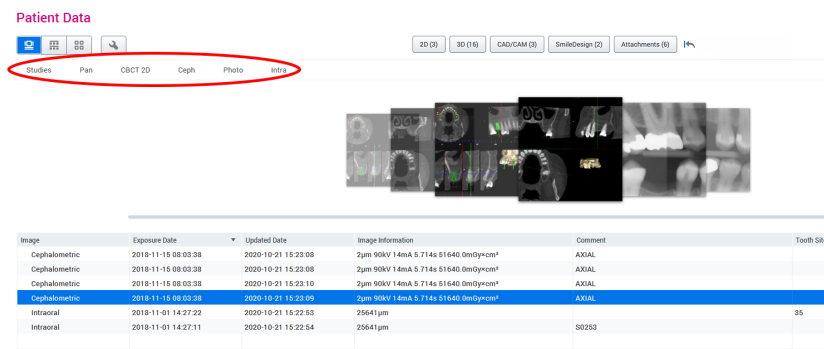 Patient Data
2D (3) 3D (16) CAD/CAM (3) SmileDesign (2) Attachments (6)
Studies Pan CBCT 2D Ceph Photo Intra
Image Exposure Date Updated Date Image Information Comment Tooth Sit
Cephalometric 2018-11-15 08:03:38 2020-10-21 15:23:08 2µm 90kV 14mA 5.714s 51640.0mGy×cm² AXIAL
Cephalometric 2018-11-15 08:03:38 2020-10-21 15:23:08 2µm 90kV 14mA 5.714s 51640.0mGy×cm² AXIAL
Cephalometric 2018-11-15 08:03:38 2020-10-21 15:23:10 2µm 90kV 14mA 5.714s 51640.0mGy×cm² AXIAL
Cephalometric 2018-11-15 08:03:38 2020-10-21 15:23:09 2µm 90kV 14mA 5.714s 51640.0mGy×cm² AXIAL
Intraoral 2018-11-01 14:27:22 2020-10-21 15:22:53 25641µm 35
Intraoral 2018-11-01 14:27:11 2020-10-21 15:22:54 25641µm S0253